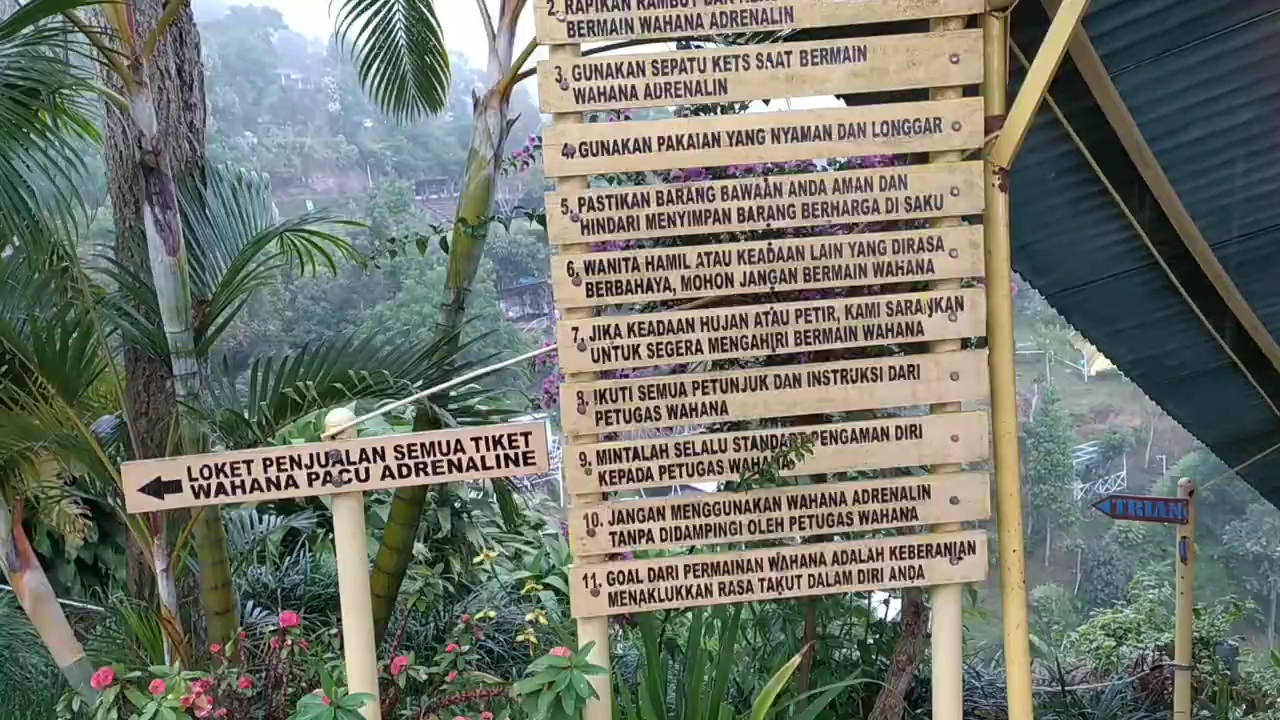 2. RAPIKAN RAMBUT DAN
BERMAIN WAHANA ADRENALIN
3. GUNAKAN SEPATU KETS SAAT BERMAIN
WAHANA ADRENALIN
4. GUNAKAN PAKAIAN YANG NYAMAN DAN LONGGAR
5. PASTIKAN BARANG BAWAAN ANDA AMAN DAN
HINDARI MENYIMPAN BARANG BERHARGA DI SAKU
6. WANITA HAMIL ATAU KEADAAN LAIN YANG DIRASA
BERBAHAYA, MOHON JANGAN BERMAIN WAHANA
7. JIKA KEADAAN HUJAN ATAU PETIR, KAMI SARANKAN
UNTUK SEGERA MENGAHIRI BERMAIN WAHANA
8. IKUTI SEMUA PETUNJUK DAN INSTRUKSI DARI
PETUGAS WAHANA
9. MINTALAH SELALU STANDART PENGAMAN DIRI
KEPADA PETUGAS WAHANA
10. JANGAN MENGGUNAKAN WAHANA ADRENALIN
TANPA DIDAMPINGI OLEH PETUGAS WAHANA
11. GOAL DARI PERMAINAN WAHANA ADALAH KEBERANIAN
MENAKLUKKAN RASA TAKUT DALAM DIRI ANDA
LOKET PENJUALAN SEMUA TIKET
WAHANA PACU ADRENALINE
TRIAN